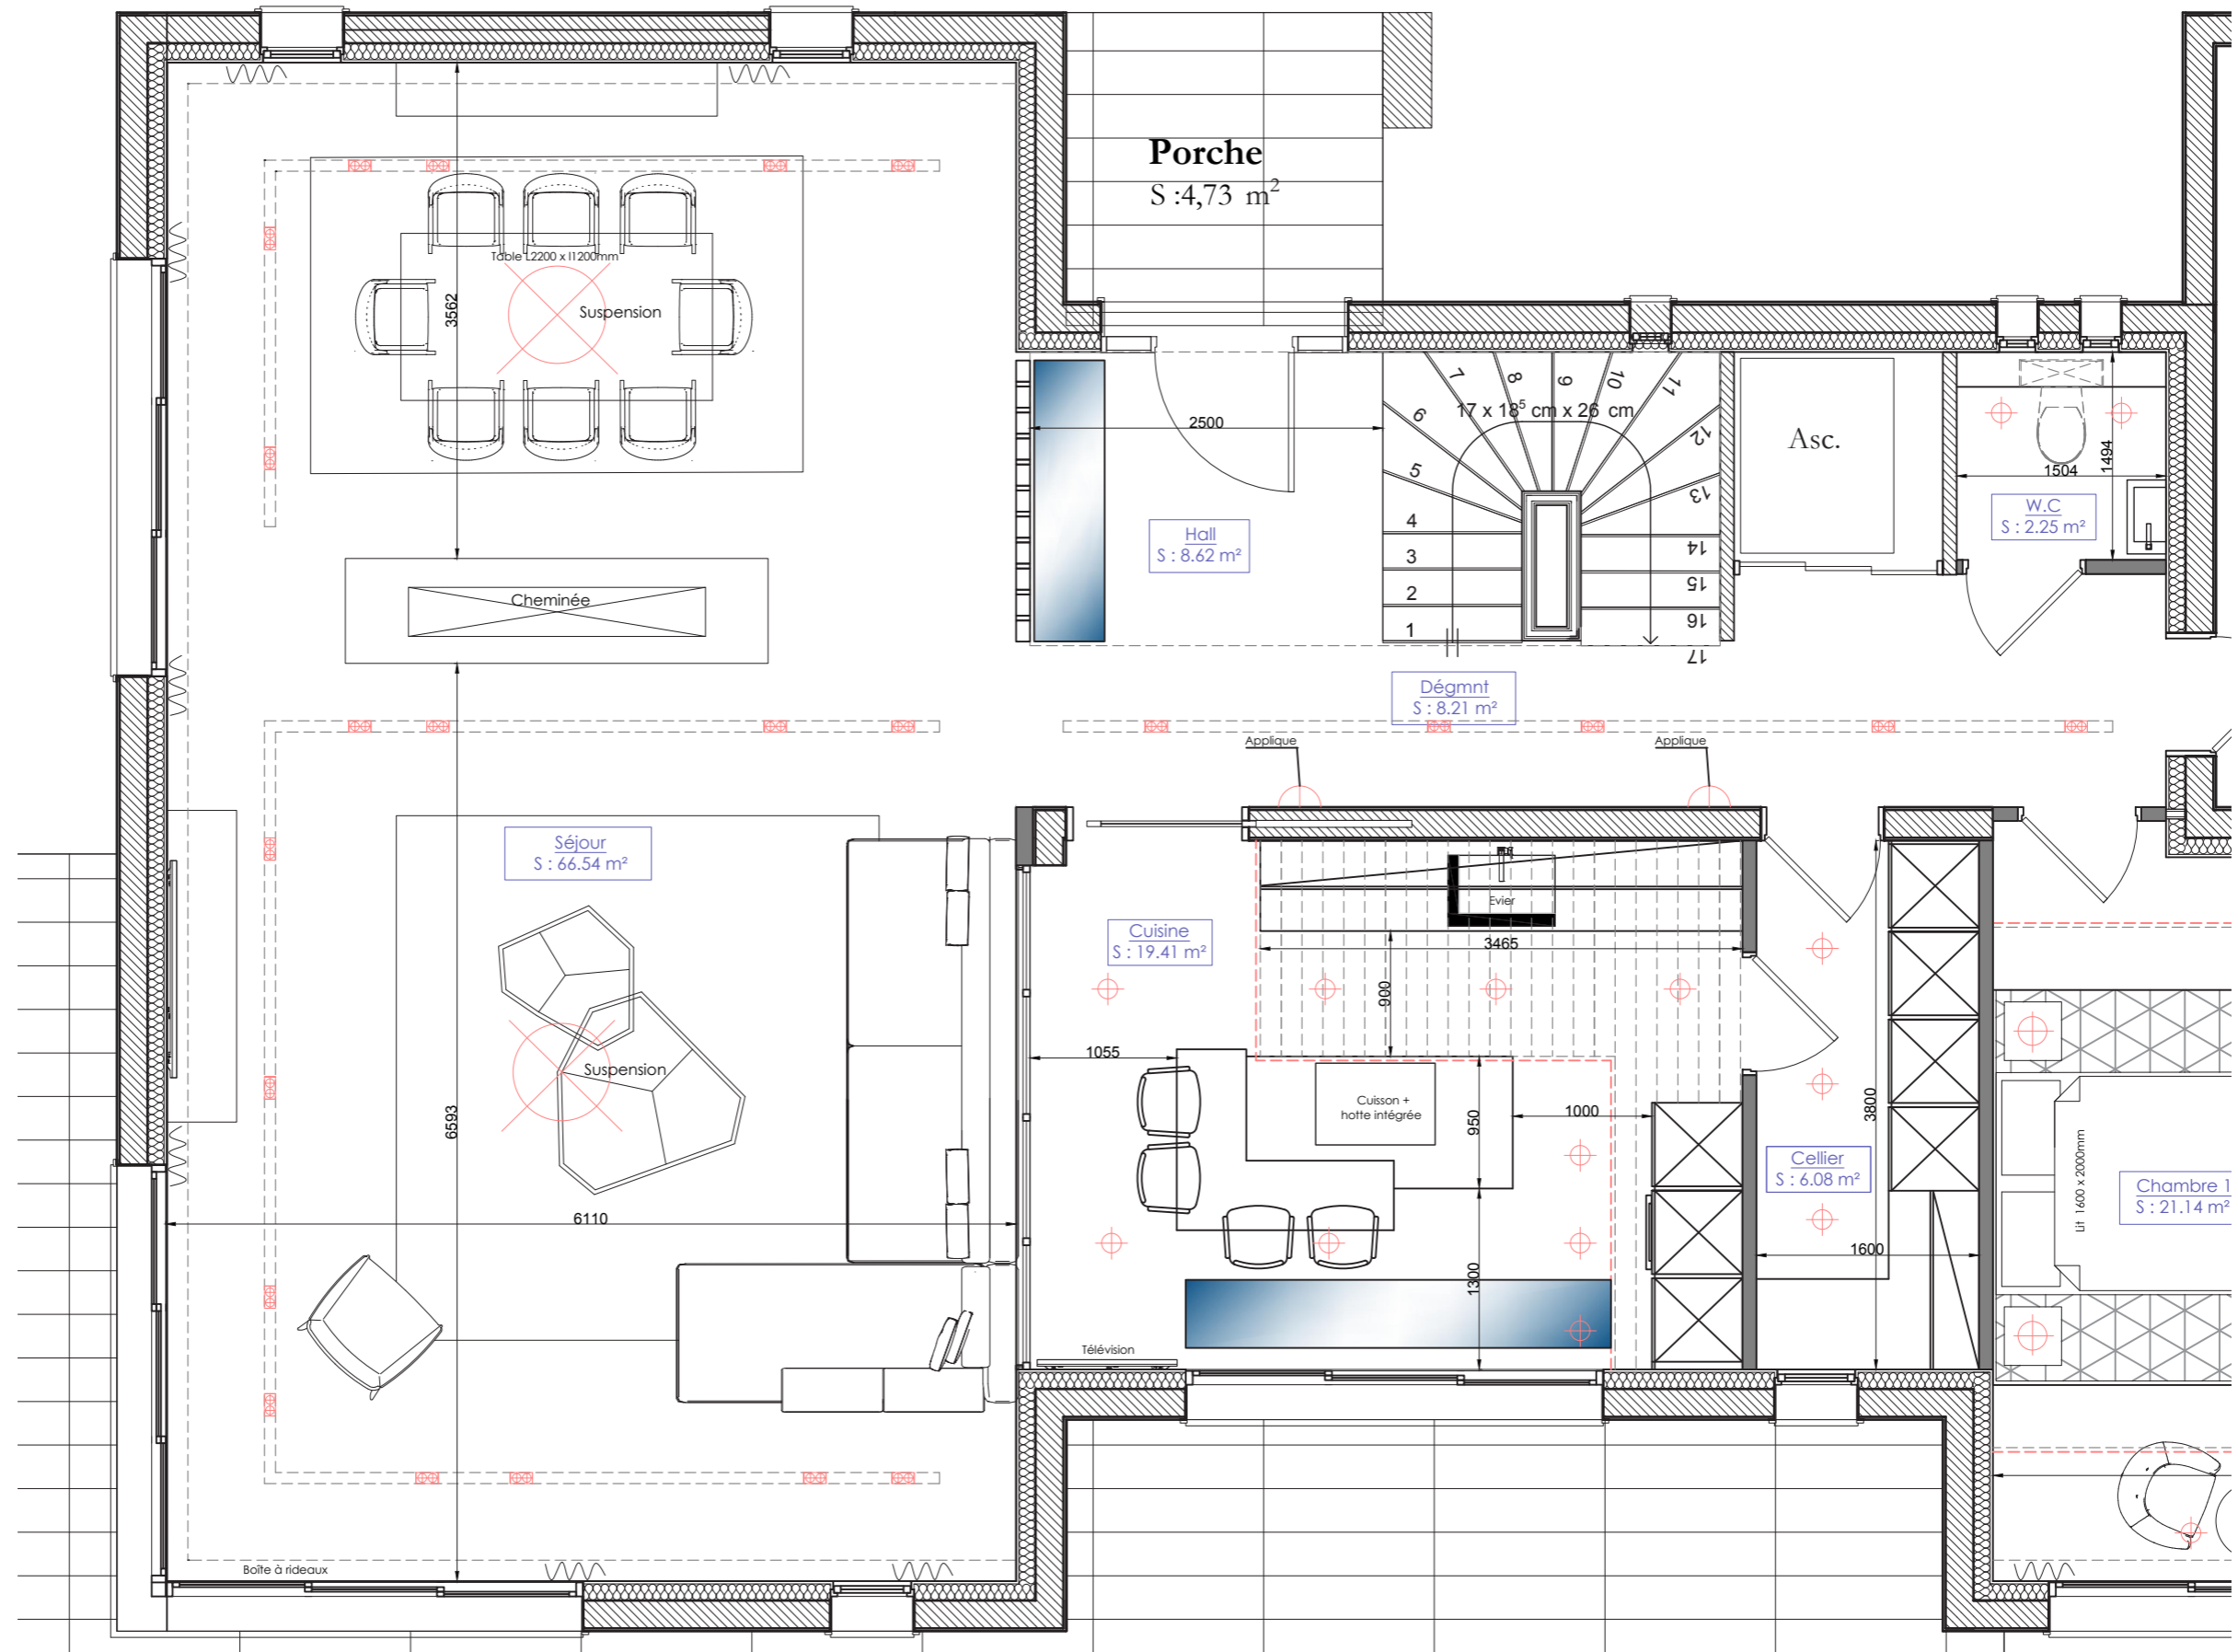 Porche
S :4,73 m²
Table L2200 x l1200mm
Suspension
3562
Cheminée
2500
Hall
S : 8.62 m²
17 x 18⁵ cm x 26 cm
1
2
3
4
5
6
7
8
9
10
11
12
13
14
15
16
17
Asc.
1504
1494
W.C
S : 2.25 m²
Dégmnt
S : 8.21 m²
Applique
Applique
Séjour
S : 66.54 m²
Suspension
6593
6110
Boîte à rideaux
Cuisine
S : 19.41 m²
Evier
3465
900
1055
Cuisson +
hotte intégrée
950
1000
1300
Télévision
3800
Cellier
S : 6.08 m²
1600
Lit 1600 x 2000mm
Chambre 1
S : 21.14 m²